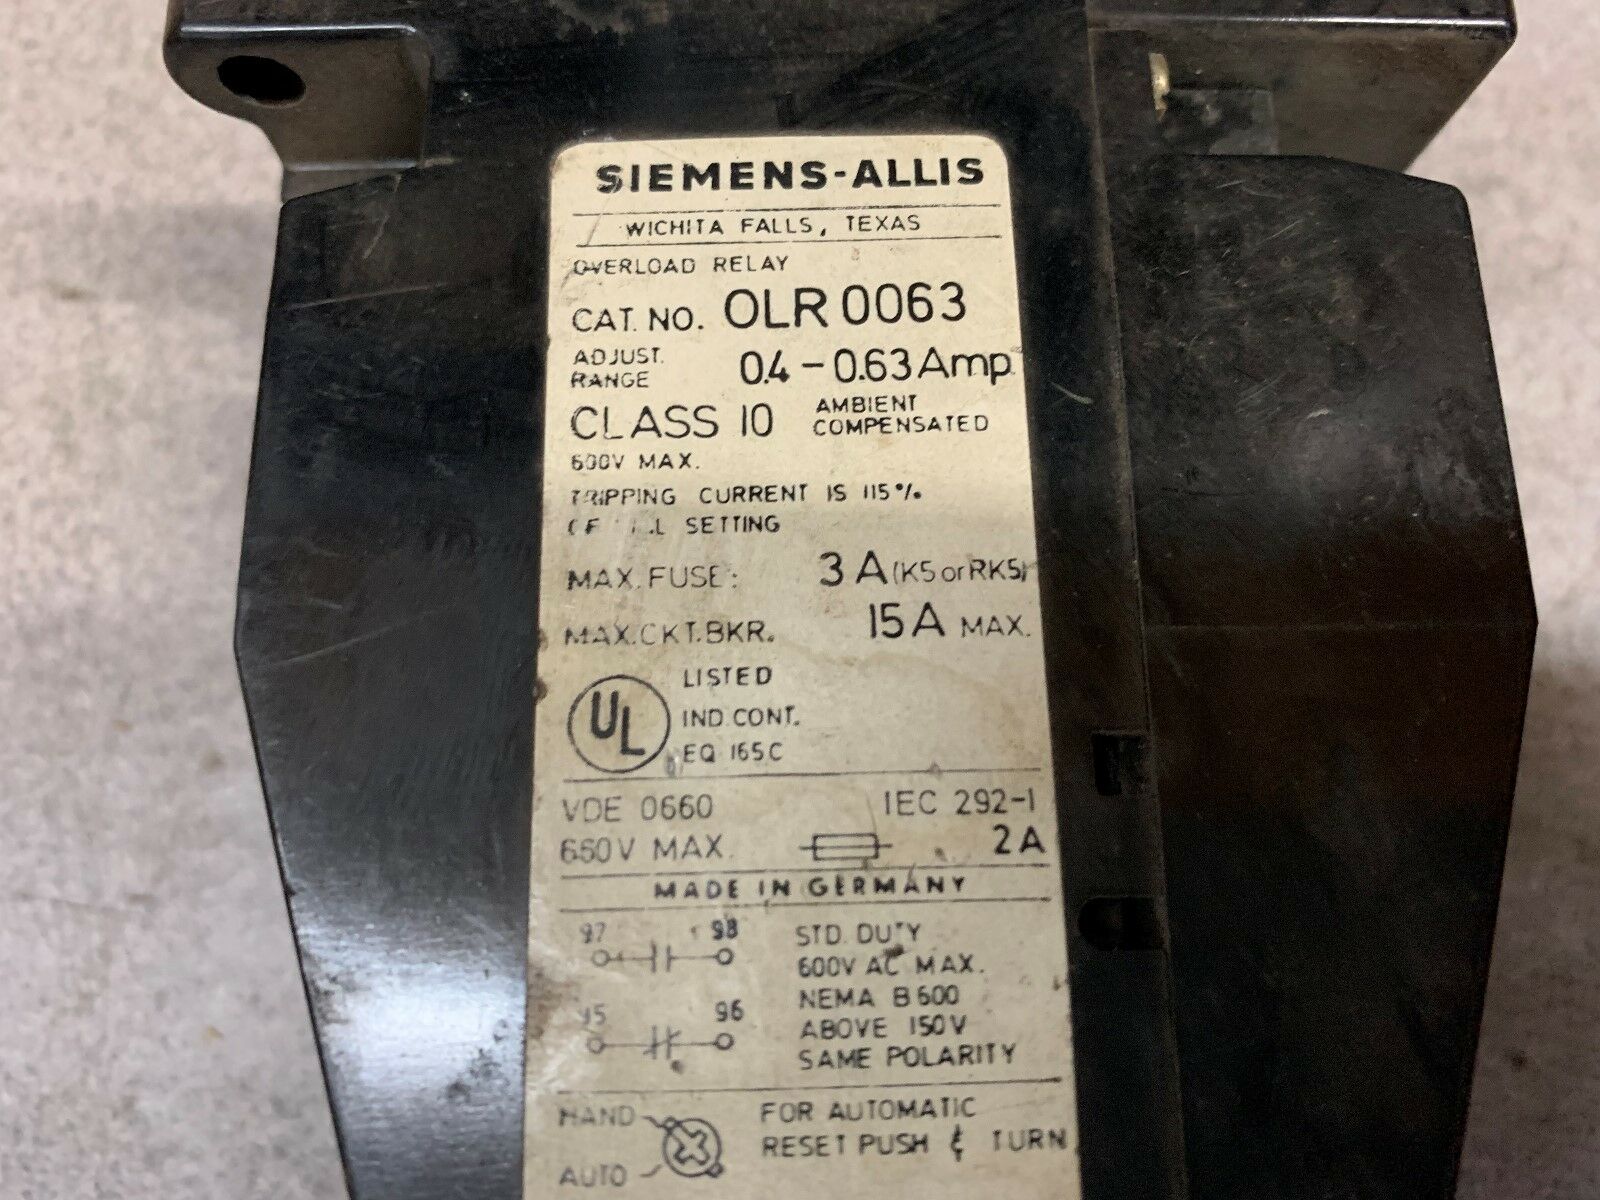 SIEMENS-ALLIS
WICHITA FALLS, TEXAS
OVERLOAD RELAY
CAT. NO. OLR 0063
ADJUST. RANGE 0.4 - 0.63 Amp.
CLASS 10 AMBIENT COMPENSATED
600V MAX.
TRIPPING CURRENT IS 115%
OF SETTING
MAX. FUSE: 3 A (K5 or RK5)
MAX. CKT. BKR. 15 A MAX.
UL LISTED
IND. CONT.
EQ 165C
VDE 0660 IEC 292-1
660V MAX. 2 A
MADE IN GERMANY
97 98 STD. DUTY
600V AC MAX.
NEMA B600
95 96 ABOVE 150V
SAME POLARITY
HAND FOR AUTOMATIC
AUTO RESET PUSH & TURN